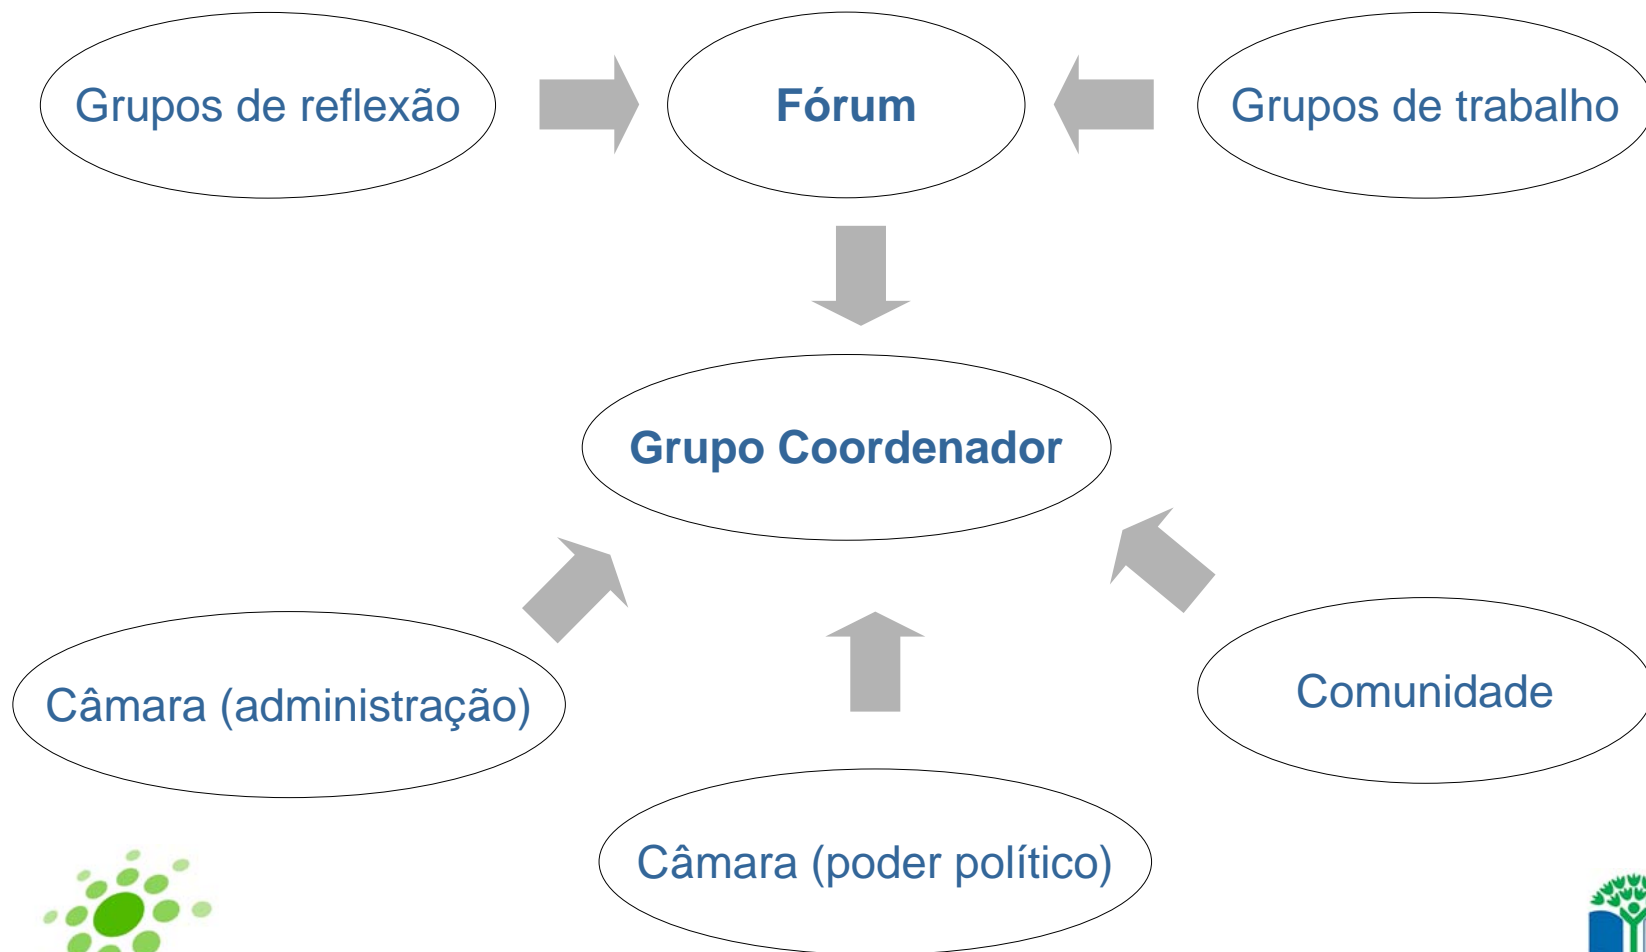 Grupos de reflexão
Fórum
Grupos de trabalho
Grupo Coordenador
Câmara (administração)
Comunidade
Câmara (poder político)